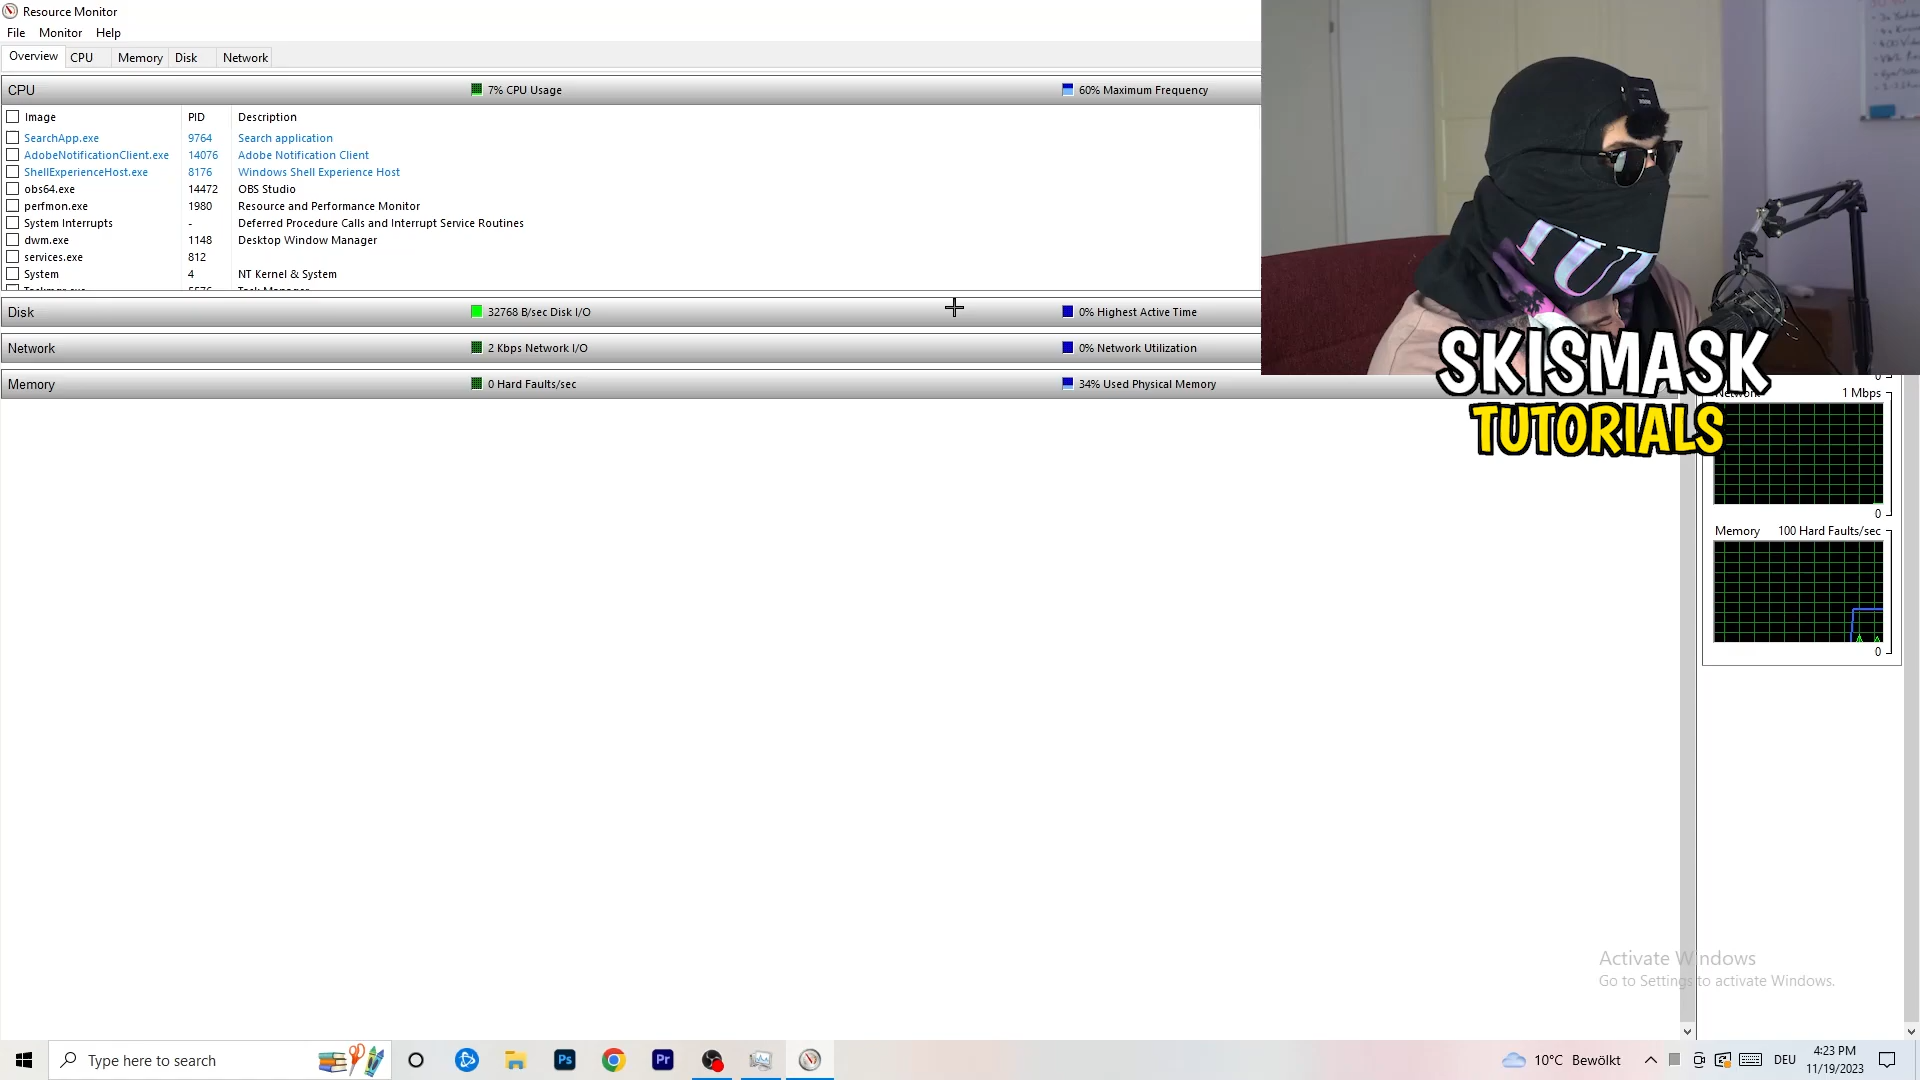 Resource Monitor
File Monitor Help
Overview CPU Memory Disk Network
CPU 7% CPU Usage 60% Maximum Frequency
Image PID Description
SearchApp.exe 9764 Search application
AdobeNotificationClient.exe 14076 Adobe Notification Client
ShellExperienceHost.exe 8176 Windows Shell Experience Host
obs64.exe 14472 OBS Studio
perfmon.exe 1980 Resource and Performance Monitor
System Interrupts - Deferred Procedure Calls and Interrupt Service Routines
dwm.exe 1148 Desktop Window Manager
services.exe 812
System 4 NT Kernel & System
Disk 32768 B/sec Disk I/O 0% Highest Active Time
Network 2 Kbps Network I/O 0% Network Utilization
Memory 0 Hard Faults/sec 34% Used Physical Memory
SKISMASK
TUTORIALS
Network 1 Mbps
0
Memory 100 Hard Faults/sec
0
Activate Windows
Go to Settings to activate Windows.
Type here to search
Ps
Pr
10°C Bewölkt
DEU
4:23 PM
11/19/2023